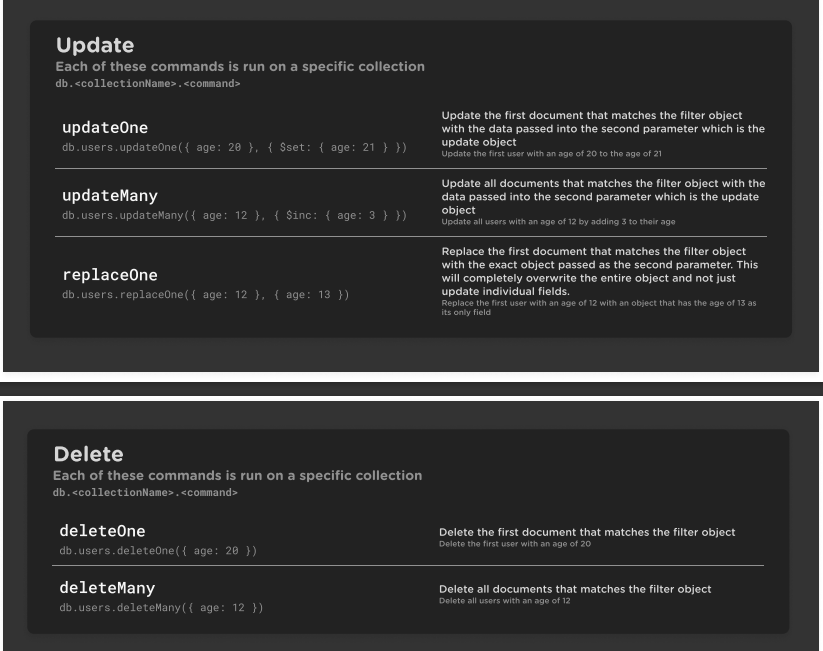 Update
Each of these commands is run on a specific collection
db.<collectionName>.<command>
updateOne
db.users.updateOne({ age: 20 }, { $set: { age: 21 } })
Update the first document that matches the filter object
with the data passed into the second parameter which is the
update object
Update the first user with an age of 20 to the age of 21
updateMany
db.users.updateMany({ age: 12 }, { $inc: { age: 3 } })
Update all documents that matches the filter object with the
data passed into the second parameter which is the update
object
Update all users with an age of 12 by adding 3 to their age
replaceOne
db.users.replaceOne({ age: 12 }, { age: 13 })
Replace the first document that matches the filter object
with the exact object passed as the second parameter. This
will completely overwrite the entire object and not just
update individual fields.
Replace the first user with an age of 12 with an object that has the age of 13 as
its only field
Delete
Each of these commands is run on a specific collection
db.<collectionName>.<command>
deleteOne
db.users.deleteOne({ age: 20 })
Delete the first document that matches the filter object
Delete the first user with an age of 20
deleteMany
db.users.deleteMany({ age: 12 })
Delete all documents that matches the filter object
Delete all users with an age of 12